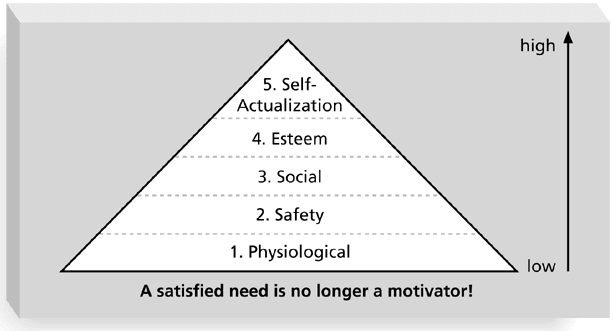 high
5. Self-
Actualization
4. Esteem
3. Social
2. Safety
1. Physiological
low
A satisfied need is no longer a motivator!